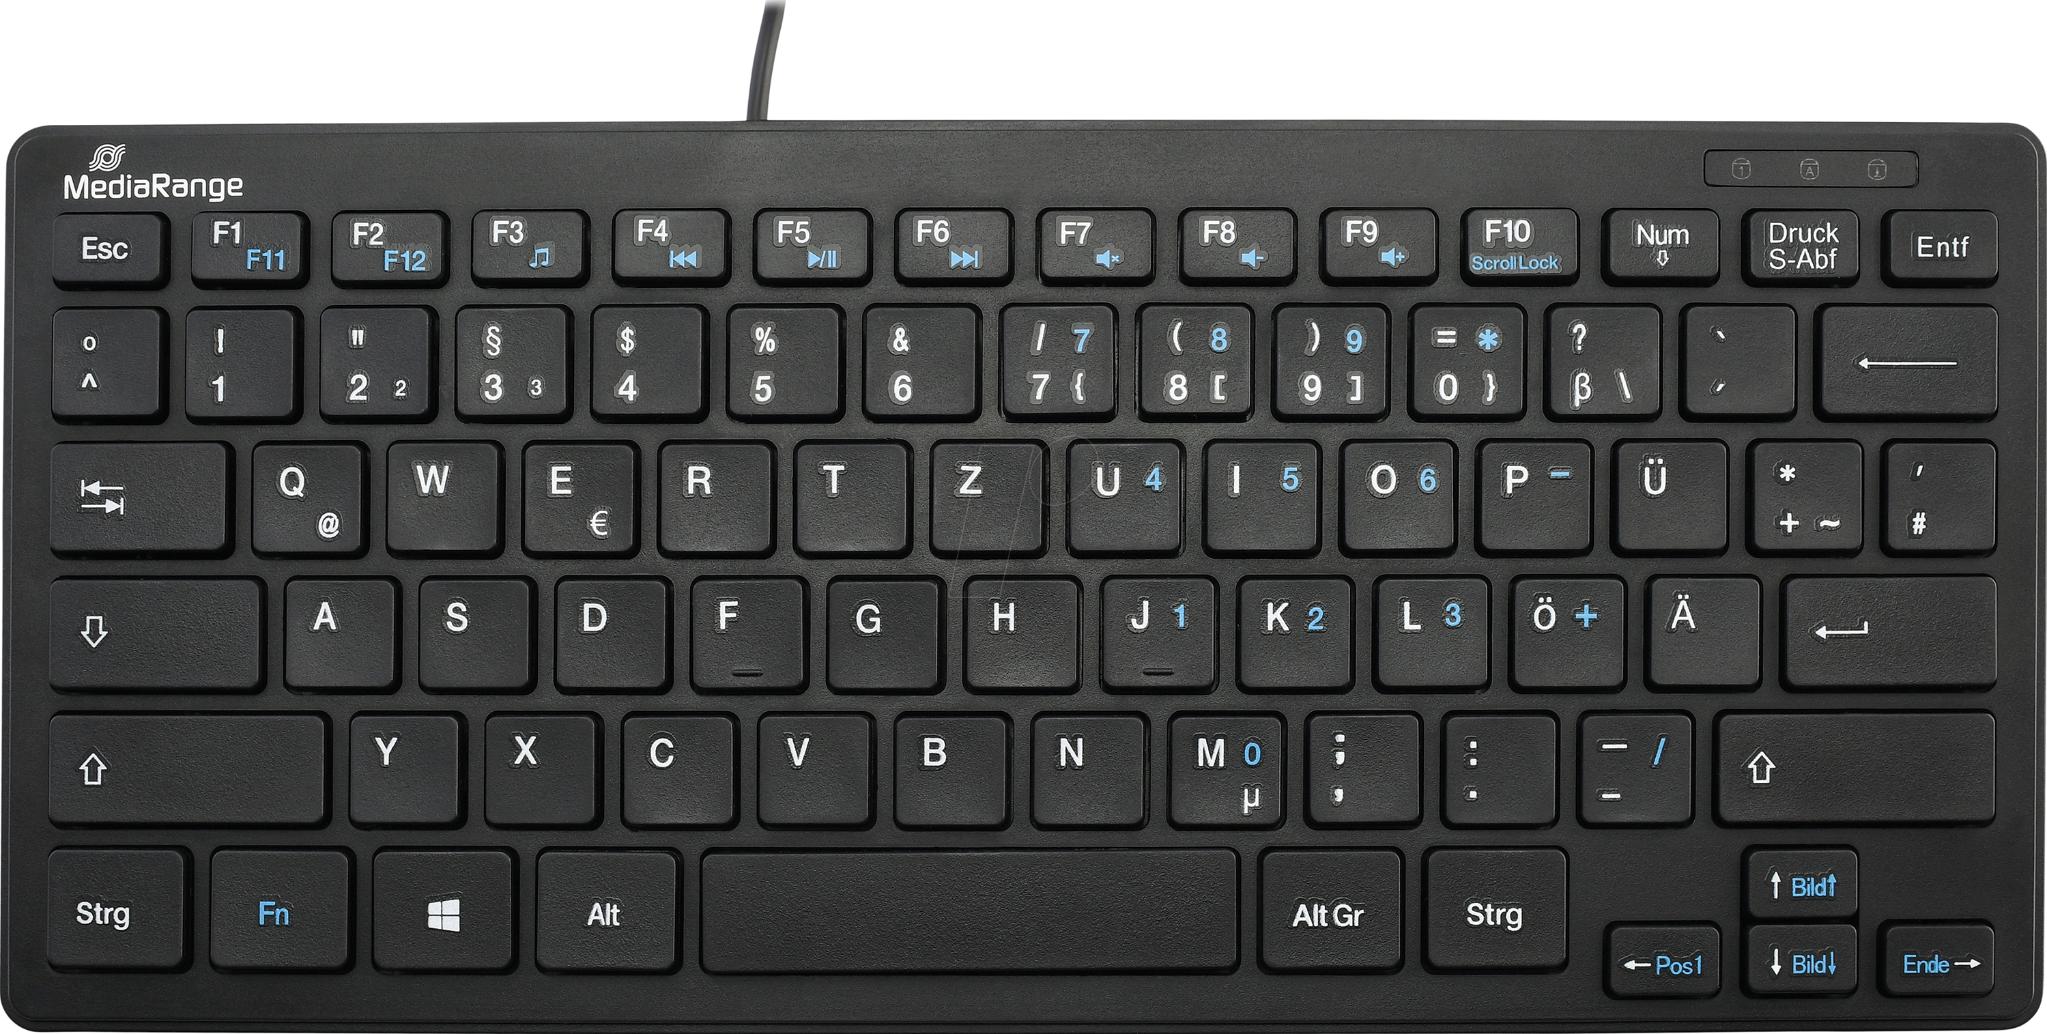 MediaRange
1 A
Esc F1 F11 F2 F12 F3 F4 F5 F6 F7 F8 F9 F10 Scroll Lock Num Druck S-Abf Entf
° ^ ! 1 " 2 ² § 3 ³ $ 4 % 5 & 6 / 7 7 { ( 8 8 [ ) 9 9 ] = * 0 } ? β \ ` ´
Q @ W E € R T Z U 4 I 5 O 6 P - Ü * + ~ ' #
A S D F G H J 1 K 2 L 3 Ö + Ä
Y X C V B N M 0 µ ; , : . _ / -
Strg Fn Alt Alt Gr Strg ↑ Bild↑
← Pos1 ↓ Bild↓ Ende →